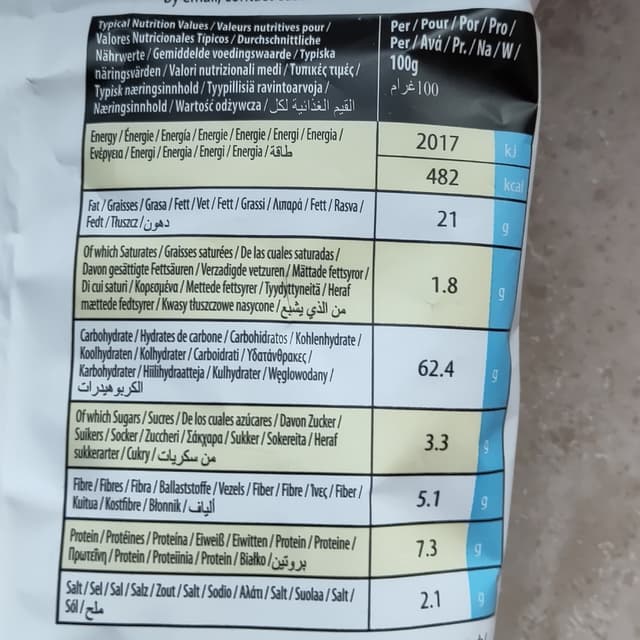 by email, contact
Typical Nutrition Values / Valeurs nutritives pour /
Valores Nutricionales Típicos / Durchschnittliche
Nährwerte / Gemiddelde voedingswaarde / Typiska
näringsvärden / Valori nutrizionali medi / Τυπικές τιμές /
Typisk næringsinnhold / Tyypillisiä ravintoarvoja /
Næringsinnhold / Wartość odżywcza / القيم الغذائية لكل
Per / Pour / Por / Pro /
Per / Ανά / Pr. / Na / W /
100g
100غرام
Energy / Énergie / Energía / Energie / Energie / Energi / Energia /
Ενέργεια / Energi / Energia / Energi / Energia / طاقة
2017 kJ
482 kcal
Fat / Graisses / Grasa / Fett / Vet / Fett / Grassi / Λιπαρά / Fett / Rasva /
Fedt / Tłuszcz / دهون
21 g
Of which Saturates / Graisses saturées / De las cuales saturadas /
Davon gesättigte Fettsäuren / Verzadigde vetzuren / Mättade fettsyror /
Di cui saturi / Κορεσμένα / Mettede fettsyrer / Tyydyttyneitä / Heraf
mættede fedtsyrer / Kwasy tłuszczowe nasycone / من الذي يشبع
1.8 g
Carbohydrate / Hydrates de carbone / Carbohidratos / Kohlenhydrate /
Koolhydraten / Kolhydrater / Carboidrati / Υδατάνθρακες /
Karbohydrater / Hiilihydraatteja / Kulhydrater / Węglowodany /
الكربوهيدرات
62.4 g
Of which Sugars / Sucres / De los cuales azúcares / Davon Zucker /
Suikers / Socker / Zuccheri / Σάκχαρα / Sukker / Sokereita / Heraf
sukkerarter / Cukry / من سكريات
3.3 g
Fibre / Fibres / Fibra / Ballaststoffe / Vezels / Fiber / Fibre / Ίνες / Fiber /
Kuitua / Kostfibre / Błonnik / ألياف
5.1 g
Protein / Protéines / Proteína / Eiweiß / Eiwitten / Protein / Proteine /
Πρωτεΐνη / Protein / Proteiinia / Protein / Białko / بروتين
7.3 g
Salt / Sel / Sal / Salz / Zout / Salt / Sodio / Αλάτι / Salt / Suolaa / Salt /
Sól / ملح
2.1 g